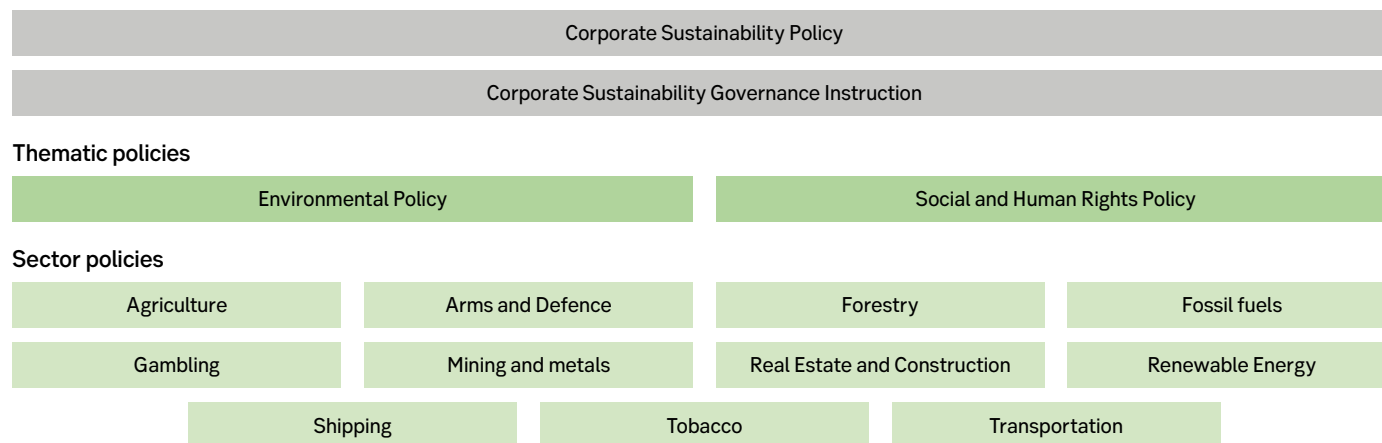 Corporate Sustainability Policy
Corporate Sustainability Governance Instruction
Thematic policies
Environmental Policy
Social and Human Rights Policy
Sector policies
Agriculture
Arms and Defence
Forestry
Fossil fuels
Gambling
Mining and metals
Real Estate and Construction
Renewable Energy
Shipping
Tobacco
Transportation